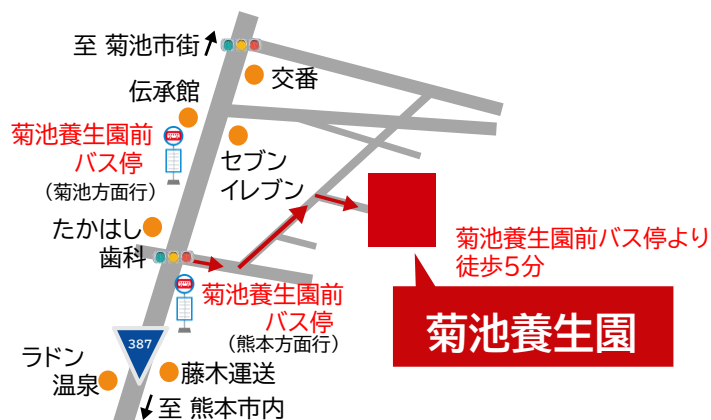 至 菊池市街
交番
伝承館
菊池養生園前
バス停
（菊池方面行）
セブン
イレブン
たかはし
歯科
菊池養生園前バス停より
徒歩5分
菊池養生園前
バス停
（熊本方面行）
菊池養生園
387
ラドン
温泉
藤木運送
至 熊本市内